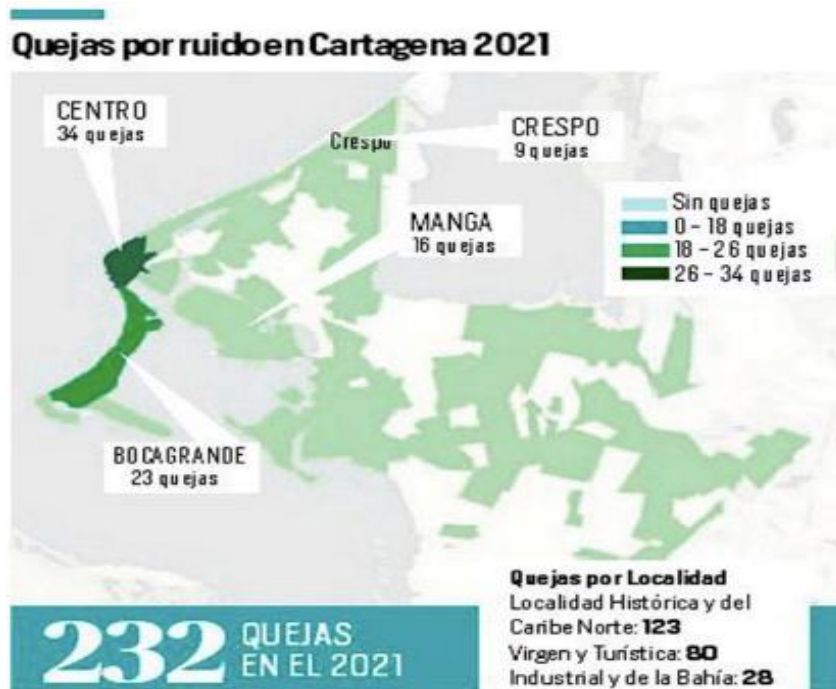 Quejas por ruido en Cartagena 2021
CENTRO
34 quejas
Crespo
CRESPO
9 quejas
MANGA
16 quejas
Sin quejas
0 – 18 quejas
18 – 26 quejas
26 – 34 quejas
BOCAGRANDE
23 quejas
232 QUEJAS
EN EL 2021
Quejas por Localidad
Localidad Histórica y del
Caribe Norte: 123
Virgen y Turística: 80
Industrial y de la Bahía: 28